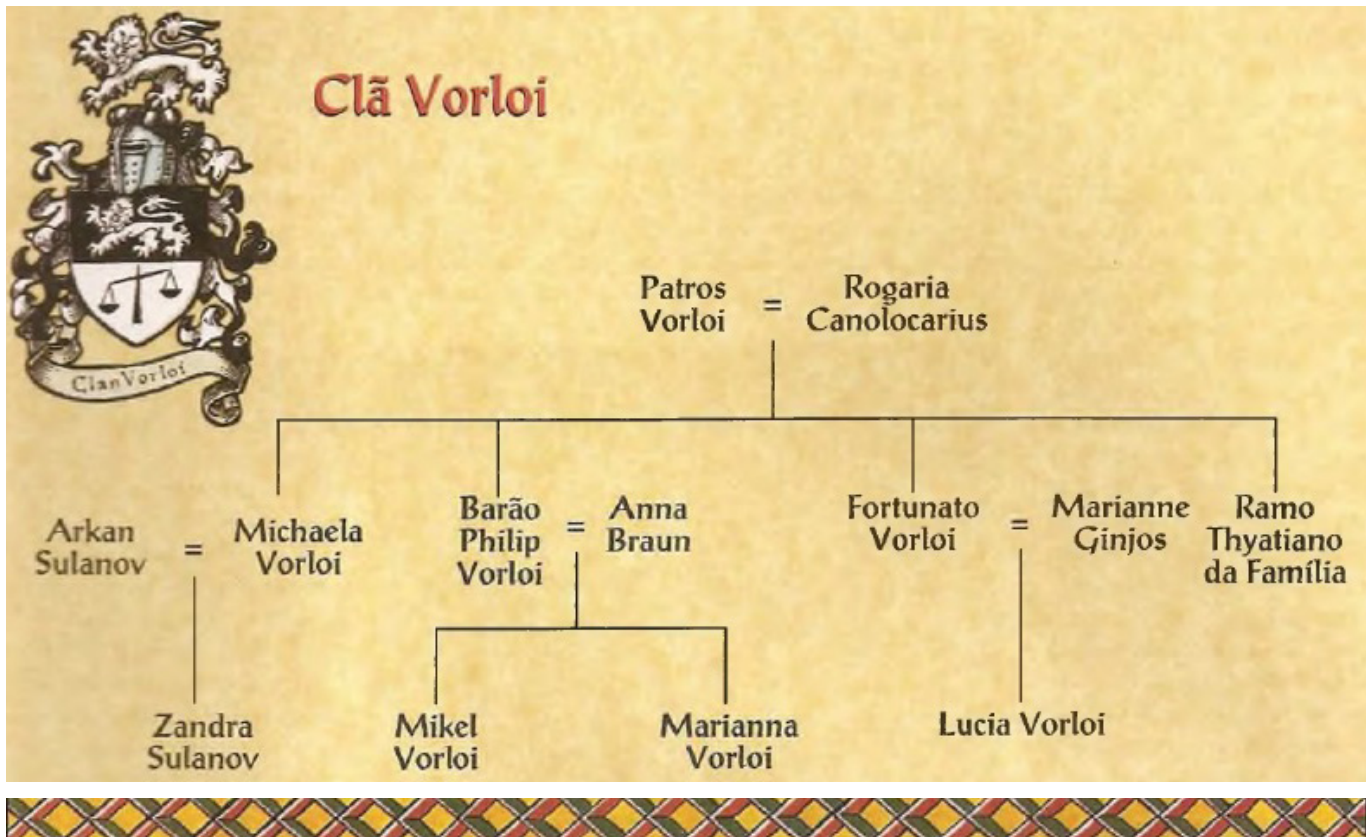 Clã Vorloi
Clan Vorloi
Patros
Vorloi
=
Rogaria
Canolocarius
Arkan
Sulanov
=
Michaela
Vorloi
Barão
Philip
Vorloi
=
Anna
Braun
Fortunato
Vorloi
=
Marianne
Ginjos
Ramo
Thyatiano
da Família
Zandra
Sulanov
Mikel
Vorloi
Marianna
Vorloi
Lucia Vorloi